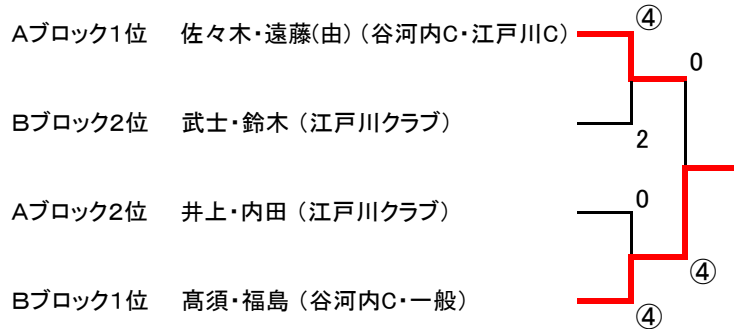 Aブロック1位 佐々木・遠藤(由) (谷河内C・江戸川C)
④
0
Bブロック2位 武士・鈴木 (江戸川クラブ)
2
Aブロック2位 井上・内田 (江戸川クラブ)
0
④
Bブロック1位 髙須・福島 (谷河内C・一般)
④